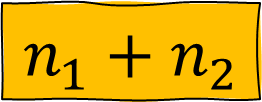 n₁ + n₂